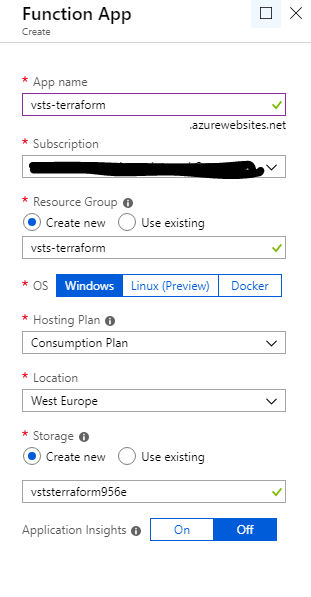 Function App
Create
* App name
vsts-terraform
.azurewebsites.net
* Subscription
* Resource Group
Create new Use existing
vsts-terraform
* OS Windows Linux (Preview) Docker
* Hosting Plan
Consumption Plan
* Location
West Europe
* Storage
Create new Use existing
vststerraform956e
Application Insights On Off